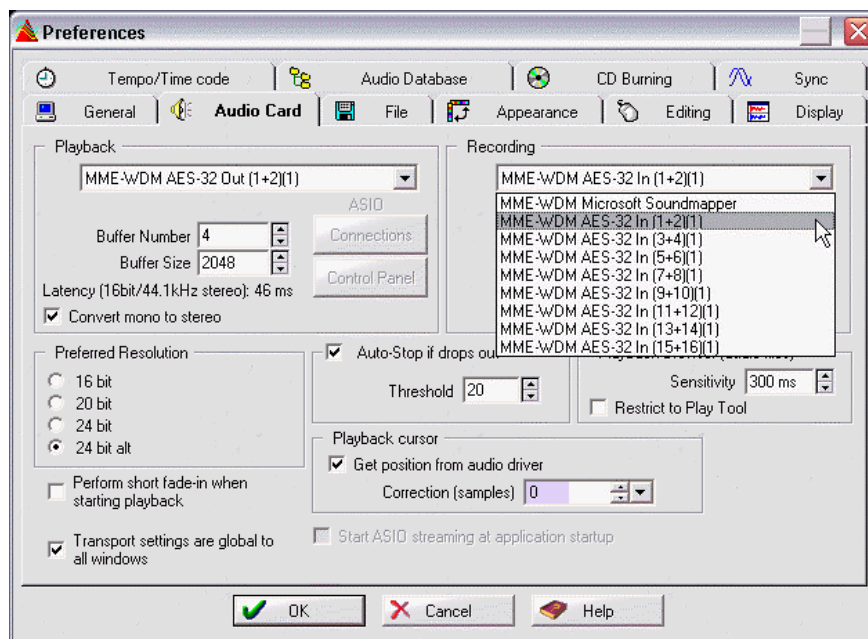 Preferences
Tempo/Time code
Audio Database
CD Burning
Sync
General
Audio Card
File
Appearance
Editing
Display
Playback
MME-WDM AES-32 Out (1+2)(1)
ASIO
Buffer Number 4
Connections
Buffer Size 2048
Control Panel
Latency (16bit/44.1kHz stereo): 46 ms
Convert mono to stereo
Recording
MME-WDM AES-32 In (1+2)(1)
MME-WDM Microsoft Soundmapper
MME-WDM AES-32 In (1+2)(1)
MME-WDM AES-32 In (3+4)(1)
MME-WDM AES-32 In (5+6)(1)
MME-WDM AES-32 In (7+8)(1)
MME-WDM AES-32 In (9+10)(1)
MME-WDM AES-32 In (11+12)(1)
MME-WDM AES-32 In (13+14)(1)
MME-WDM AES-32 In (15+16)(1)
Preferred Resolution
16 bit
20 bit
24 bit
24 bit alt
Auto-Stop if drops out
Threshold 20
Sensitivity 300 ms
Restrict to Play Tool
Playback cursor
Get position from audio driver
Correction (samples) 0
Perform short fade-in when
starting playback
Transport settings are global to
all windows
Start ASIO streaming at application startup
OK
Cancel
Help